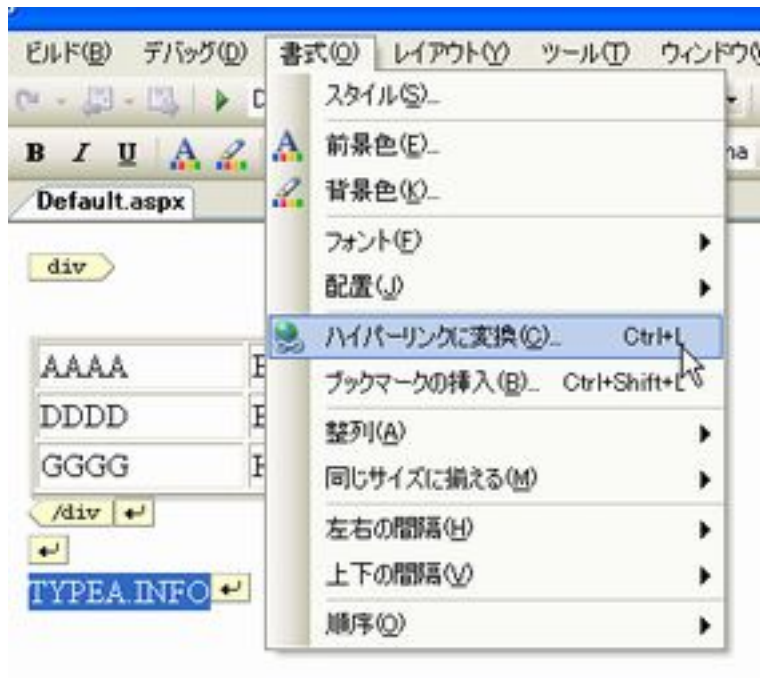 ビルド(B) デバッグ(D) 書式(O) レイアウト(Y) ツール(T) ウィンドウ(
スタイル(S)...
B I U A
前景色(E)...
背景色(K)...
Default.aspx
フォント(F)
div
配置(J)
ハイパーリンクに変換(C)... Ctrl+L
AAAA
ブックマークの挿入(B)... Ctrl+Shift+L
DDDD
整列(A)
GGGG
同じサイズに揃える(M)
/div
左右の間隔(H)
上下の間隔(V)
TYPEA.INFO
順序(O)